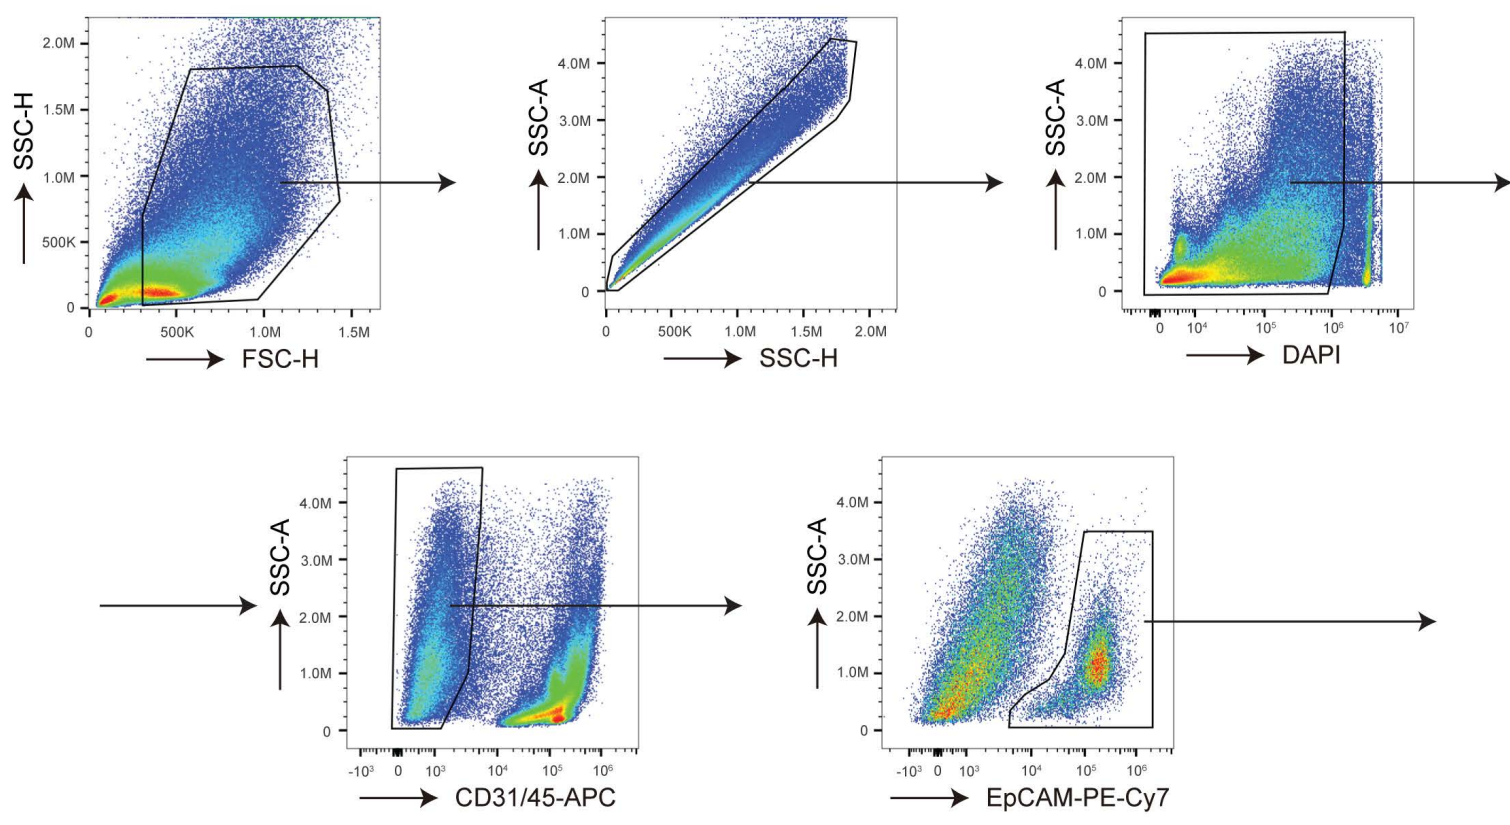 SSC-H
2.0M
1.5M
1.0M
500K
0
0 500K 1.0M 1.5M
FSC-H
SSC-A
4.0M
3.0M
2.0M
1.0M
0
0 500K 1.0M 1.5M 2.0M
SSC-H
SSC-A
4.0M
3.0M
2.0M
1.0M
0
0 10⁴ 10⁵ 10⁶ 10⁷
DAPI
SSC-A
4.0M
3.0M
2.0M
1.0M
0
-10³ 0 10³ 10⁴ 10⁵ 10⁶
CD31/45-APC
SSC-A
4.0M
3.0M
2.0M
1.0M
0
-10³ 0 10³ 10⁴ 10⁵ 10⁶
EpCAM-PE-Cy7